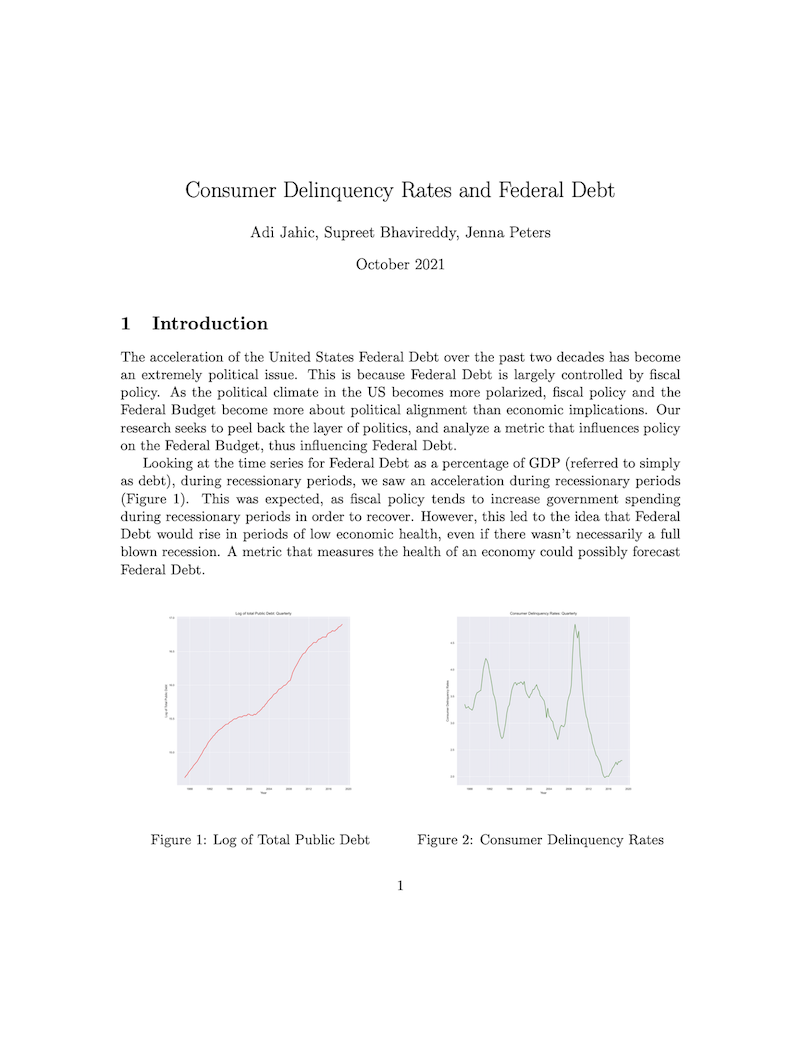 Consumer Delinquency Rates and Federal Debt
Adi Jahic, Supreet Bhavireddy, Jenna Peters
October 2021
1 Introduction
The acceleration of the United States Federal Debt over the past two decades has become
an extremely political issue. This is because Federal Debt is largely controlled by fiscal
policy. As the political climate in the US becomes more polarized, fiscal policy and the
Federal Budget become more about political alignment than economic implications. Our
research seeks to peel back the layer of politics, and analyze a metric that influences policy
on the Federal Budget, thus influencing Federal Debt.
Looking at the time series for Federal Debt as a percentage of GDP (referred to simply
as debt), during recessionary periods, we saw an acceleration during recessionary periods
(Figure 1). This was expected, as fiscal policy tends to increase government spending
during recessionary periods in order to recover. However, this led to the idea that Federal
Debt would rise in periods of low economic health, even if there wasn't necessarily a full
blown recession. A metric that measures the health of an economy could possibly forecast
Federal Debt.
Log of total Public Debt: Quarterly
Log of Total Public Debt
Year
Consumer Delinquency Rates: Quarterly
Consumer Delinquency Rates
Year
Figure 1: Log of Total Public Debt
Figure 2: Consumer Delinquency Rates
1